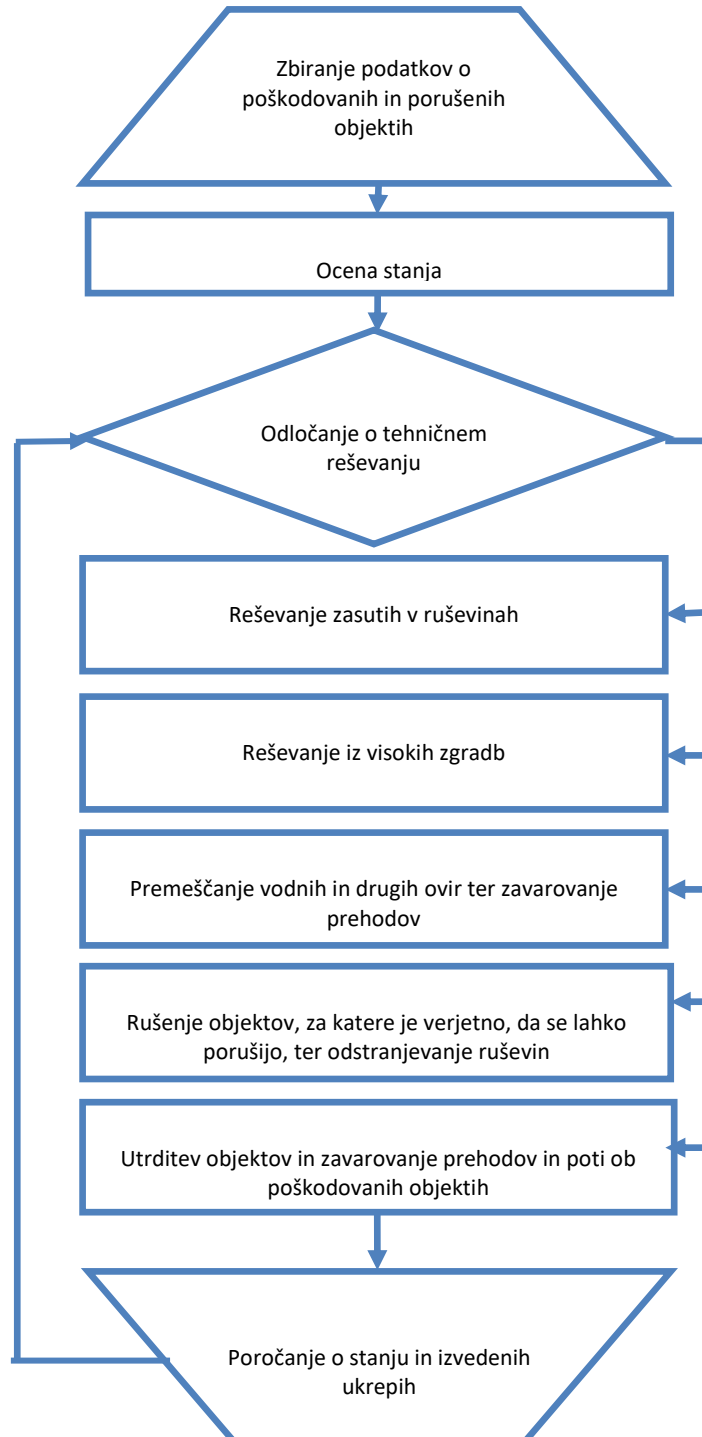 Zbiranje podatkov o
poškodovanih in porušenih
objektih
Ocena stanja
Odločanje o tehničnem
reševanju
Reševanje zasutih v ruševinah
Reševanje iz visokih zgradb
Premeščanje vodnih in drugih ovir ter zavarovanje
prehodov
Rušenje objektov, za katere je verjetno, da se lahko
porušijo, ter odstranjevanje ruševin
Utrditev objektov in zavarovanje prehodov in poti ob
poškodovanih objektih
Poročanje o stanju in izvedenih
ukrepih